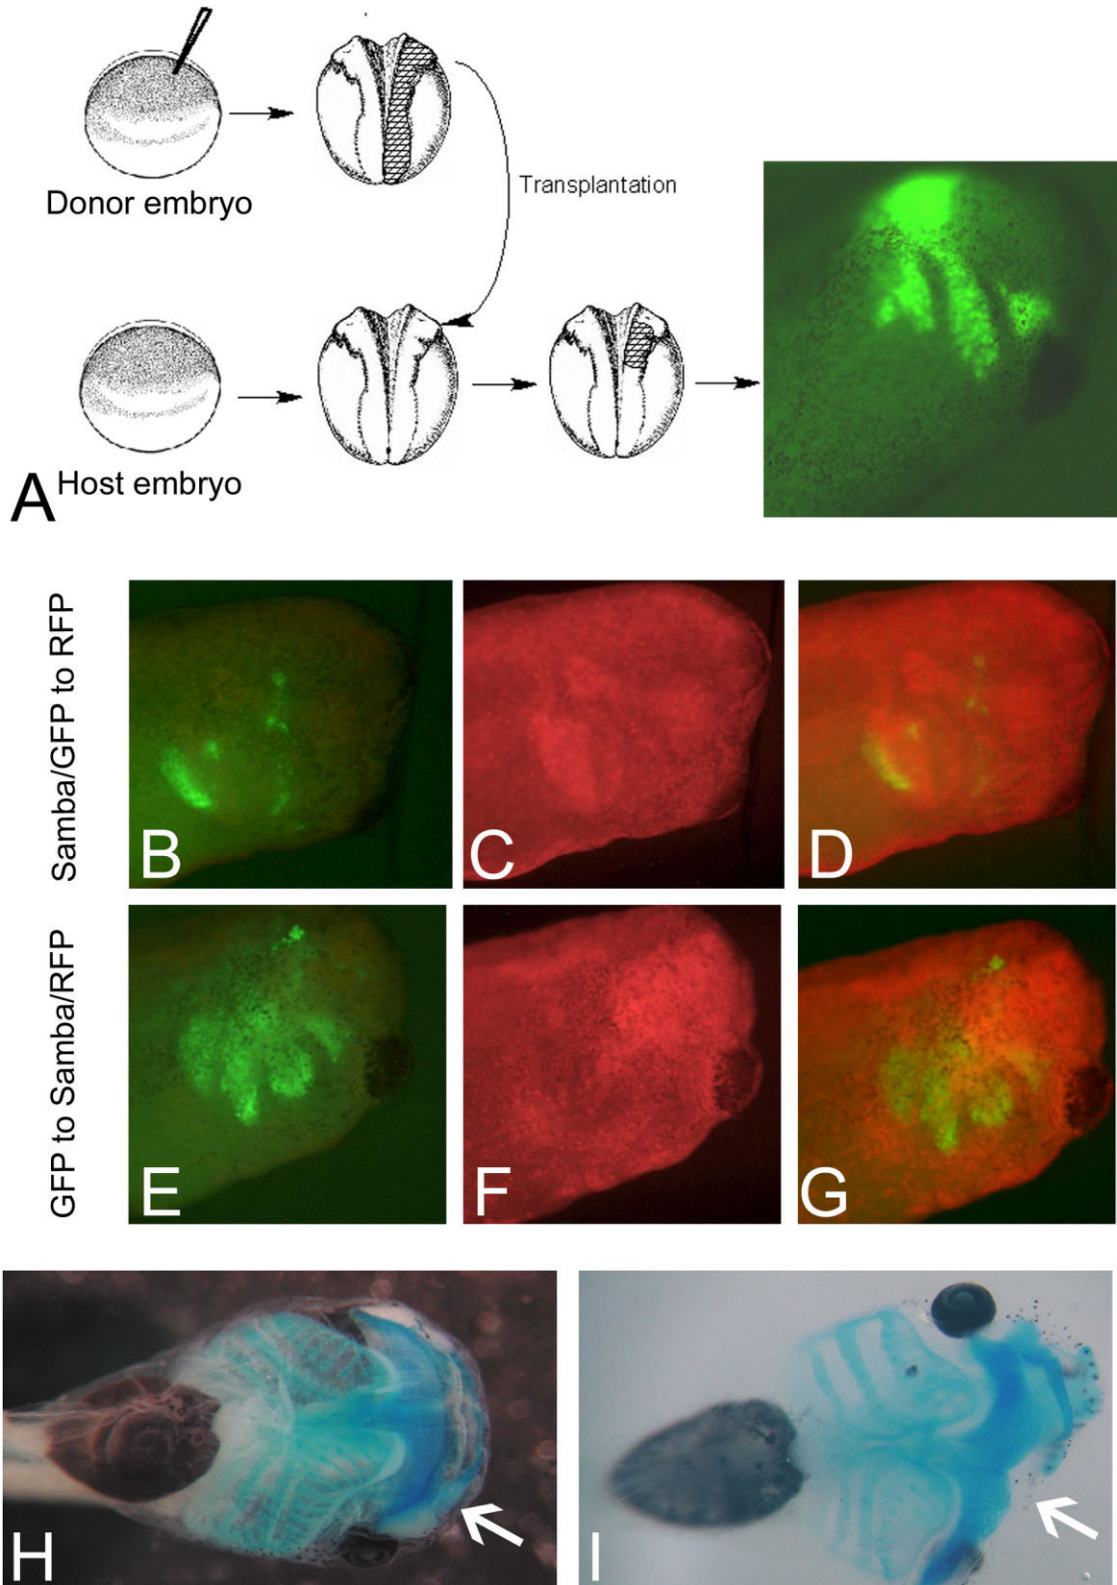 Donor embryo
Transplantation
Host embryo
A
Samba/GFP to RFP
B
C
D
GFP to Samba/RFP
E
F
G
H
I